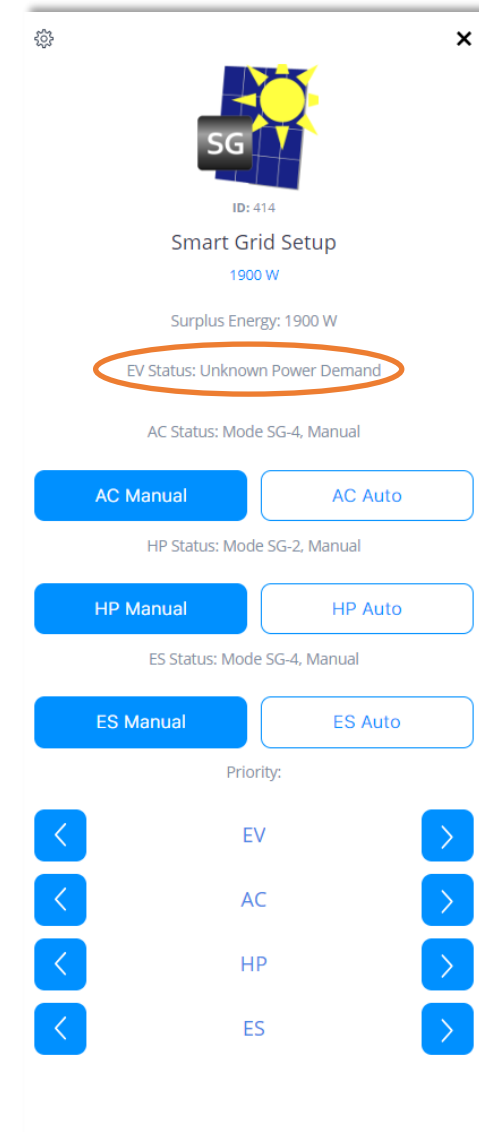 SG
ID: 414
Smart Grid Setup
1900 W
Surplus Energy: 1900 W
EV Status: Unknown Power Demand
AC Status: Mode SG-4, Manual
AC Manual AC Auto
HP Status: Mode SG-2, Manual
HP Manual HP Auto
ES Status: Mode SG-4, Manual
ES Manual ES Auto
Priority:
EV
AC
HP
ES